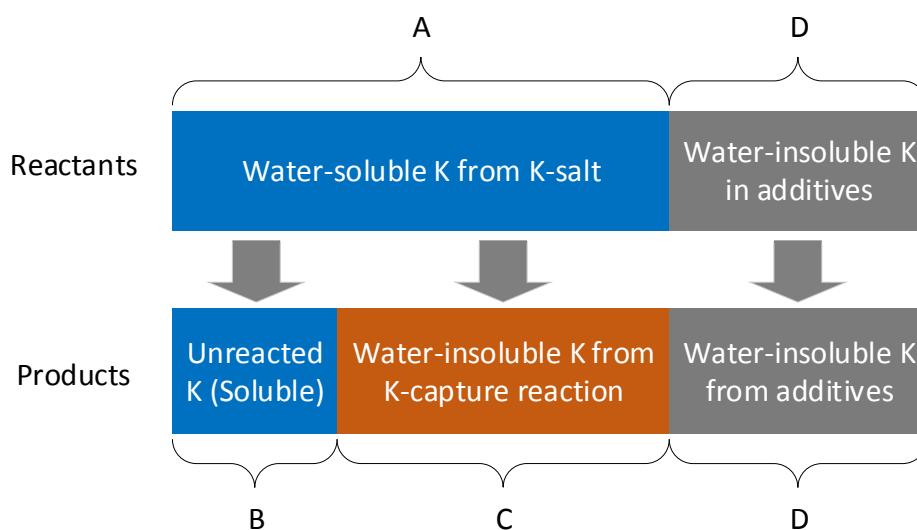 A
D
Reactants
Water-soluble K from K-salt
Water-insoluble K
in additives
Products
Unreacted
K (Soluble)
Water-insoluble K from
K-capture reaction
Water-insoluble K
from additives
B
C
D